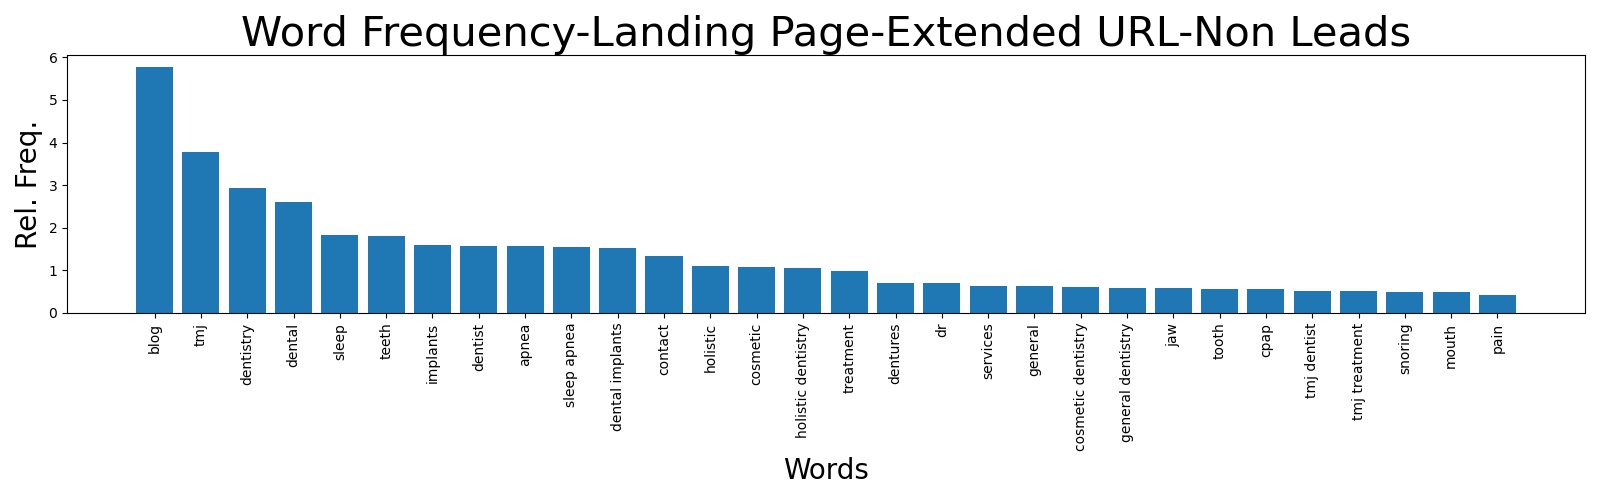 Word Frequency-Landing Page-Extended URL-Non Leads
Rel. Freq.
6
5
4
3
2
1
0
blog
tmj
dentistry
dental
sleep
teeth
implants
dentist
apnea
sleep apnea
dental implants
contact
holistic
cosmetic
holistic dentistry
treatment
dentures
dr
services
general
cosmetic dentistry
general dentistry
jaw
tooth
cpap
tmj dentist
tmj treatment
snoring
mouth
pain
Words